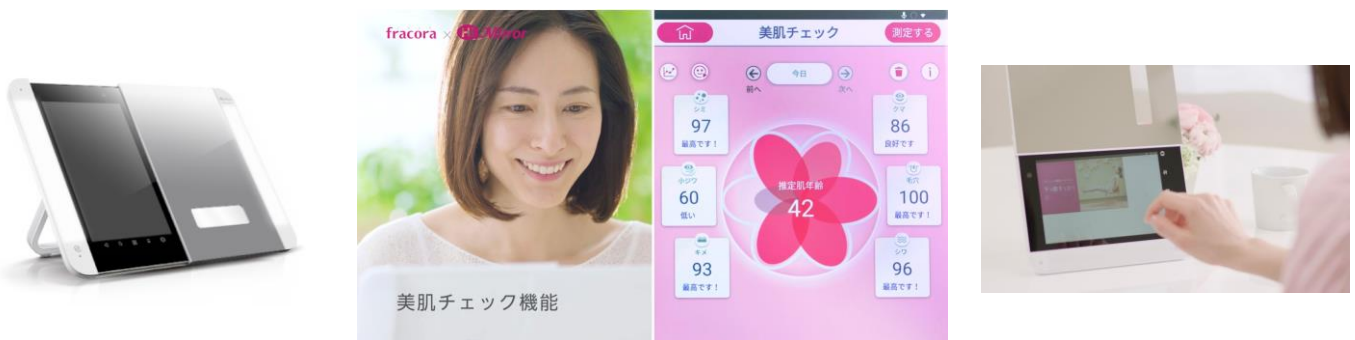 fracora ×
美肌チェック機能
美肌チェック
測定する
今日
前へ
次へ
シミ
97
最高です！
クマ
86
良好です
小ジワ
60
低い
毛穴
100
最高です！
キメ
93
最高です！
シワ
96
最高です！
推定肌年齢
42